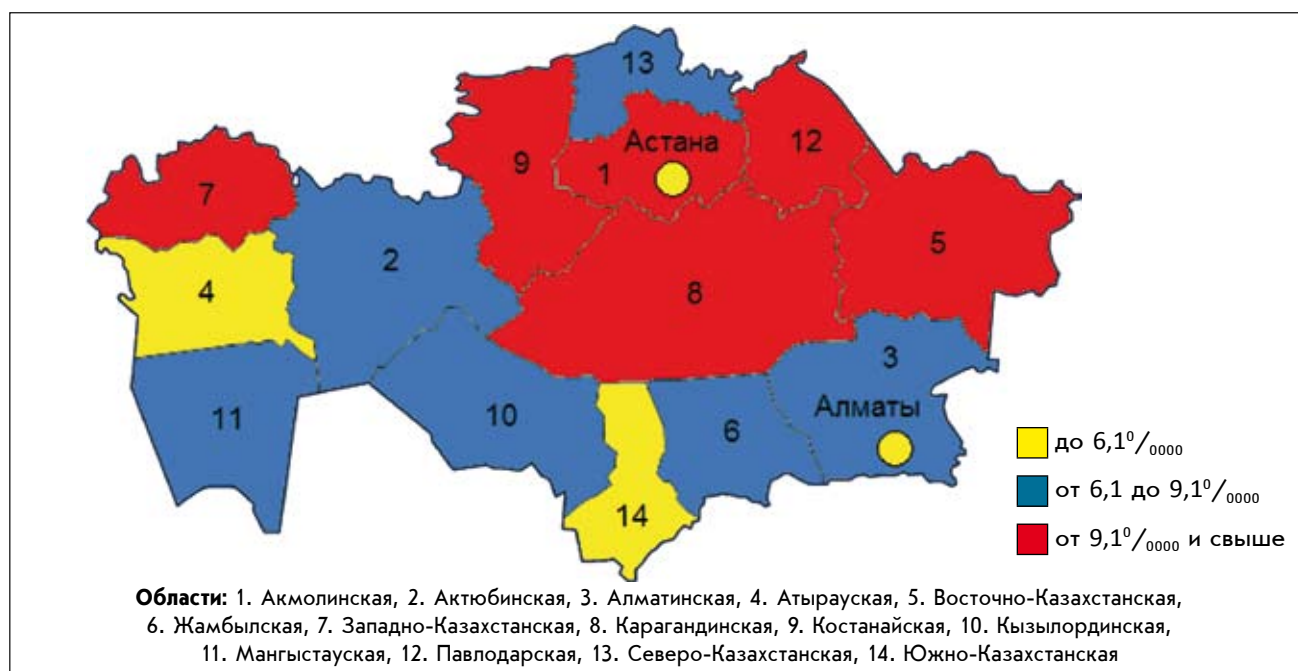 13
Астана
12
9
1
7
5
2
4
8
3
Алматы
11
10
6
14
до 6,1⁰/₀₀₀₀
от 6,1 до 9,1⁰/₀₀₀₀
от 9,1⁰/₀₀₀₀ и свыше
Области: 1. Акмолинская, 2. Актюбинская, 3. Алматинская, 4. Атырауская, 5. Восточно-Казахстанская,
6. Жамбылская, 7. Западно-Казахстанская, 8. Карагандинская, 9. Костанайская, 10. Кызылординская,
11. Мангыстауская, 12. Павлодарская, 13. Северо-Казахстанская, 14. Южно-Казахстанская